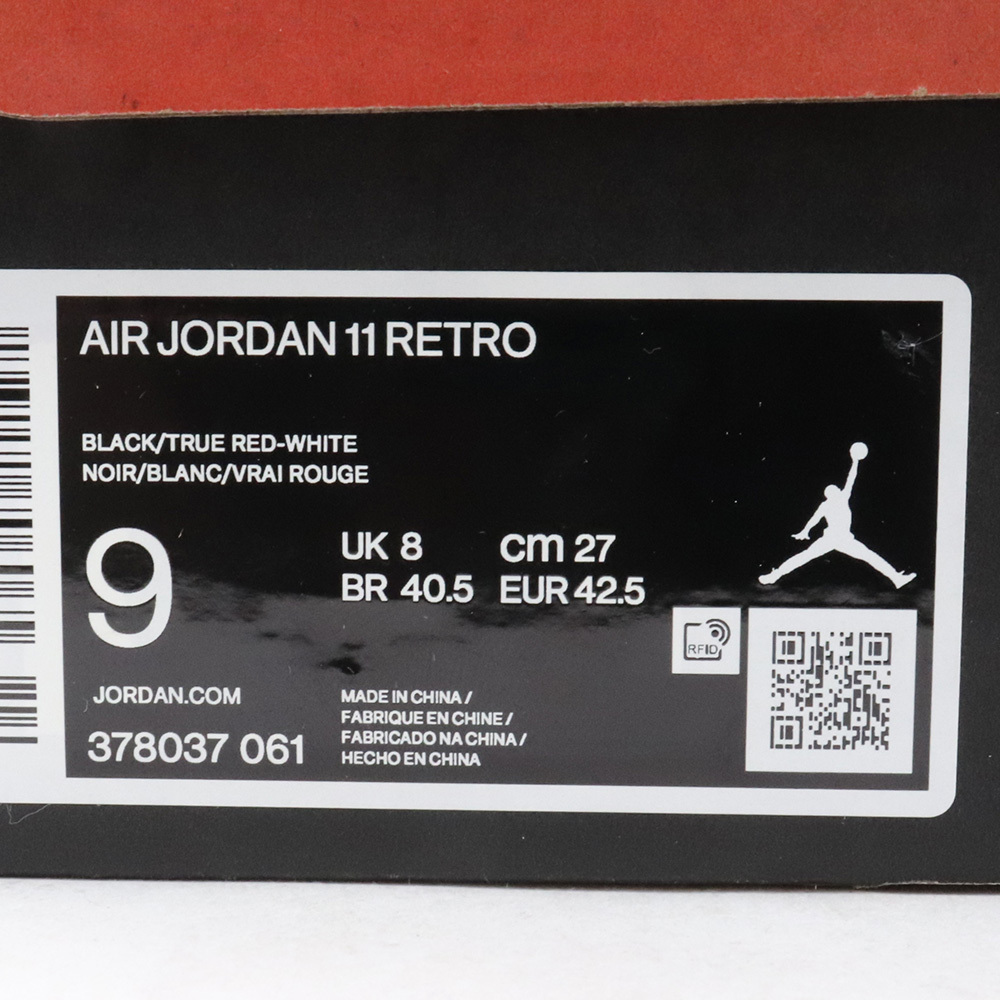 AIR JORDAN 11 RETRO
BLACK/TRUE RED-WHITE
NOIR/BLANC/VRAI ROUGE
9
UK 8 cm 27
BR 40.5 EUR 42.5
RFID
JORDAN.COM
378037 061
MADE IN CHINA /
FABRIQUE EN CHINE /
FABRICADO NA CHINA /
HECHO EN CHINA